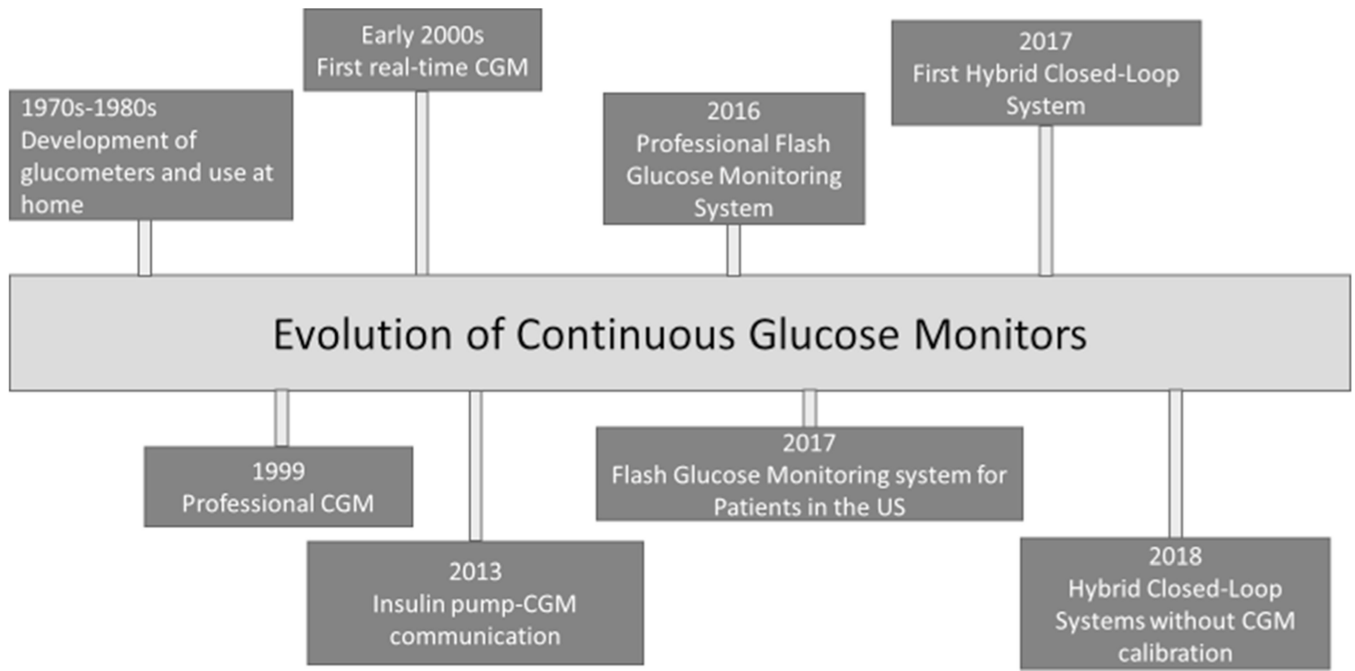 1970s-1980s
Development of
glucometers and use at
home
Early 2000s
First real-time CGM
2016
Professional Flash
Glucose Monitoring
System
2017
First Hybrid Closed-Loop
System
Evolution of Continuous Glucose Monitors
1999
Professional CGM
2013
Insulin pump-CGM
communication
2017
Flash Glucose Monitoring system for
Patients in the US
2018
Hybrid Closed-Loop
Systems without CGM
calibration